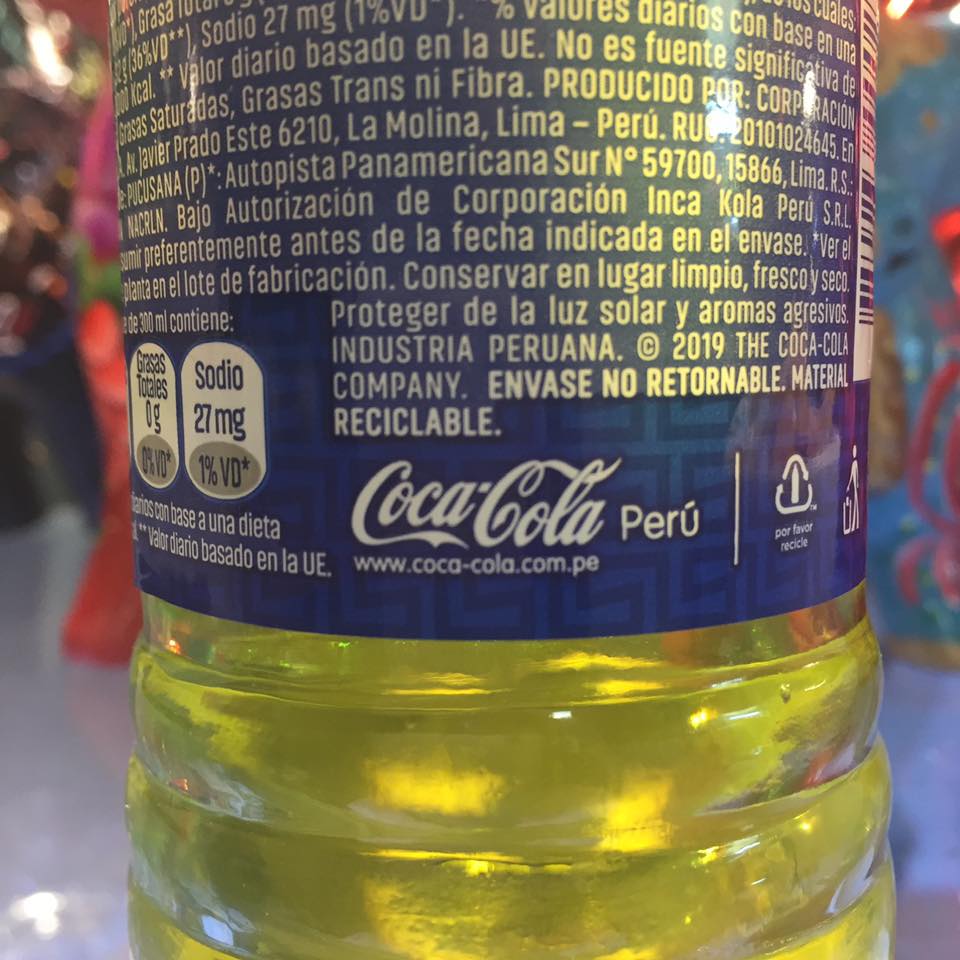 Grasa Total
2g (36%VD**), Sodio 27 mg (1%VD*). *% Valores diarios con base en una
000 Kcal. ** Valor diario basado en la UE. No es fuente significativa de
Grasas Saturadas, Grasas Trans ni Fibra. PRODUCIDO POR: CORPORACIÓN
Av. Javier Prado Este 6210, La Molina, Lima – Perú. RUC 20101024645. En
PUCUSANA (P)*: Autopista Panamericana Sur N° 59700, 15866, Lima. R.S.:
NACRLN. Bajo Autorización de Corporación Inca Kola Perú S.R.L.
preferentemente antes de la fecha indicada en el envase. *Ver el
planta en el lote de fabricación. Conservar en lugar limpio, fresco y seco.
Proteger de la luz solar y aromas agresivos.
INDUSTRIA PERUANA. © 2019 THE COCA-COLA
COMPANY. ENVASE NO RETORNABLE. MATERIAL
RECICLABLE.
de 300 ml contiene:
Grasas
Totales
0 g
0% VD*
Sodio
27 mg
1% VD*
diarios con base a una dieta
** Valor diario basado en la UE.
Coca-Cola Perú
www.coca-cola.com.pe
por favor
recicle